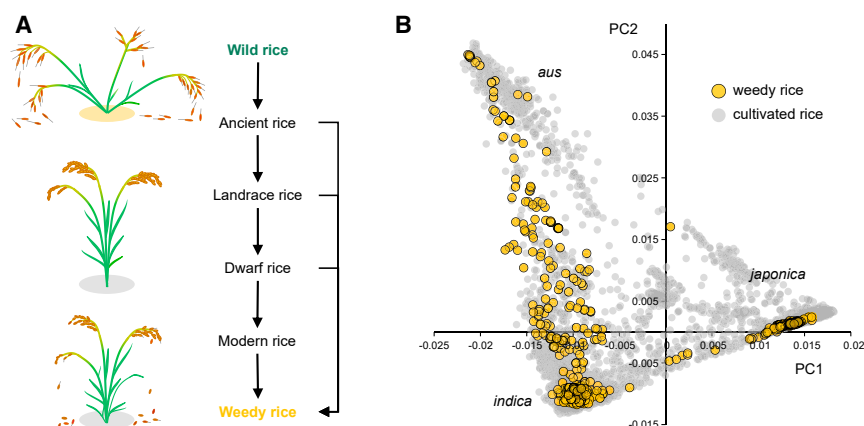 A
Wild rice
Ancient rice
Landrace rice
Dwarf rice
Modern rice
Weedy rice
B
PC2
0.045
0.035
0.025
0.015
0.005
-0.005
-0.015
aus
weedy rice
cultivated rice
japonica
indica
-0.025
-0.02
-0.015
-0.01
-0.005
0
0.005
0.01
0.015
0.02
PC1